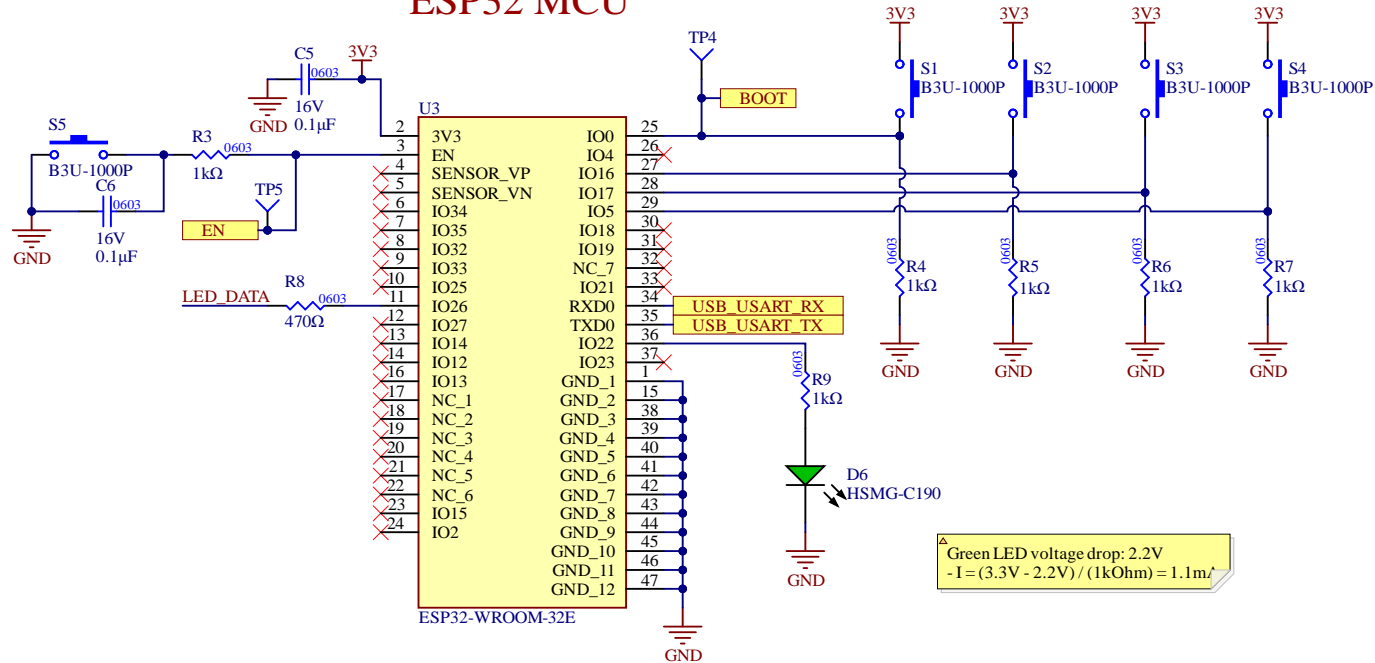 ESP32 MCU
C5
0603
3V3
16V
0.1µF
GND
S5
B3U-1000P
C6
0603
16V
0.1µF
GND
R3
0603
1kΩ
TP5
EN
LED_DATA
R8
0603
470Ω
U3
2 3V3
3 EN
4 SENSOR_VP
5 SENSOR_VN
6 IO34
7 IO35
8 IO32
9 IO33
10 IO25
11 IO26
12 IO27
13 IO14
14 IO12
16 IO13
17 NC_1
18 NC_2
19 NC_3
20 NC_4
21 NC_5
22 NC_6
23 IO15
24 IO2
IO0 25
IO4 26
IO16 27
IO17 28
IO5 29
IO18 30
IO19 31
NC_7 32
IO21 33
RXD0 34
TXD0 35
IO22 36
IO23 37
GND_1 1
GND_2 15
GND_3 38
GND_4 39
GND_5 40
GND_6 41
GND_7 42
GND_8 43
GND_9 44
GND_10 45
GND_11 46
GND_12 47
ESP32-WROOM-32E
GND
TP4
BOOT
USB_USART_RX
USB_USART_TX
0603
R9
1kΩ
D6
HSMG-C190
GND
3V3
S1
B3U-1000P
0603
R4
1kΩ
GND
3V3
S2
B3U-1000P
0603
R5
1kΩ
GND
3V3
S3
B3U-1000P
0603
R6
1kΩ
GND
3V3
S4
B3U-1000P
0603
R7
1kΩ
GND
Green LED voltage drop: 2.2V
- I = (3.3V - 2.2V) / (1kOhm) = 1.1mA